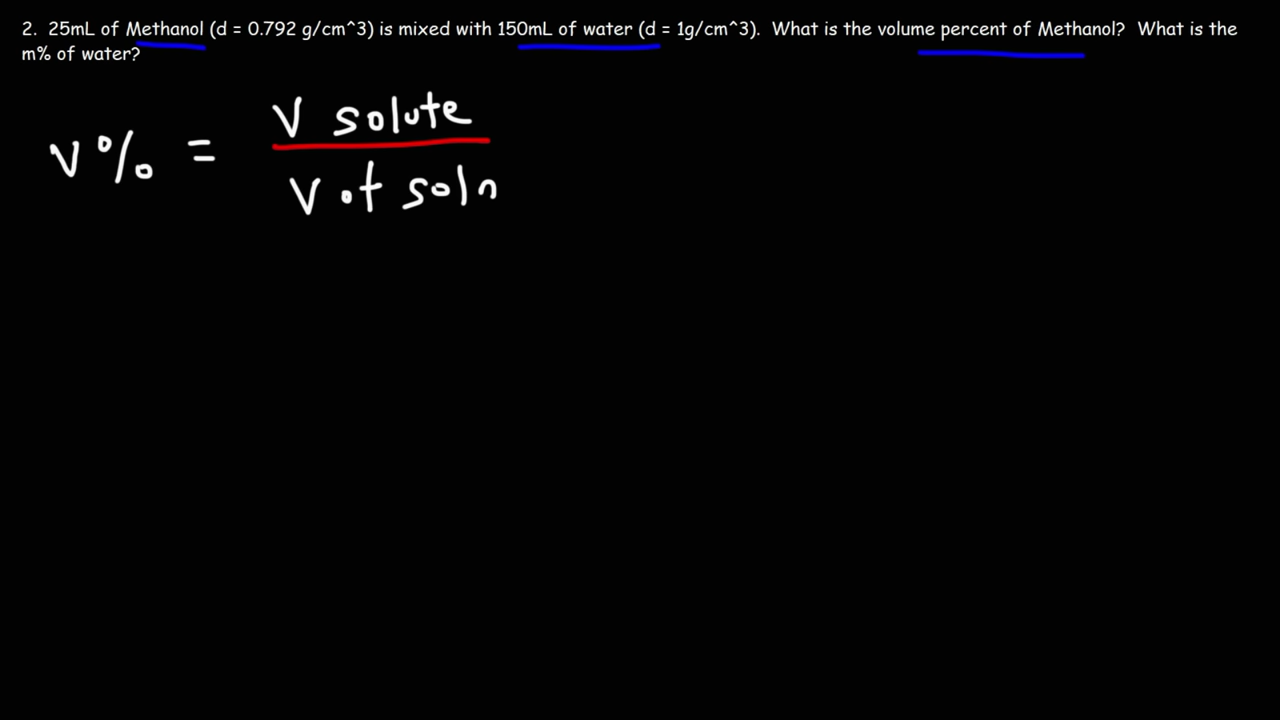 2. 25mL of Methanol (d = 0.792 g/cm^3) is mixed with 150mL of water (d = 1g/cm^3). What is the volume percent of Methanol? What is the
m% of water?
V% = V solute
V of soln